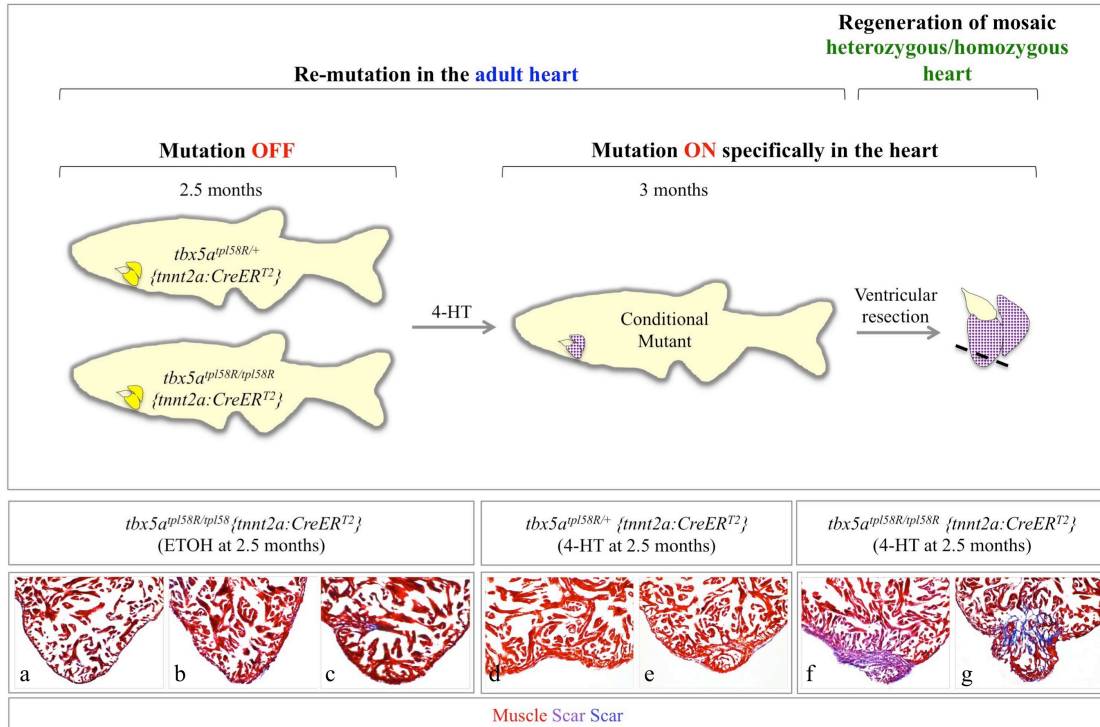 Regeneration of mosaic
heterozygous/homozygous
heart
Re-mutation in the adult heart
Mutation OFF
Mutation ON specifically in the heart
2.5 months
3 months
tbx5a^tpl58R/+
{tnnt2a:CreER^T2}
4-HT
Conditional
Mutant
Ventricular
resection
tbx5a^tpl58R/tpl58R
{tnnt2a:CreER^T2}
tbx5a^tpl58R/tpl58 {tnnt2a:CreER^T2}
(ETOH at 2.5 months)
tbx5a^tpl58R/+ {tnnt2a:CreER^T2}
(4-HT at 2.5 months)
tbx5a^tpl58R/tpl58R {tnnt2a:CreER^T2}
(4-HT at 2.5 months)
a b c d e f g
Muscle Scar Scar